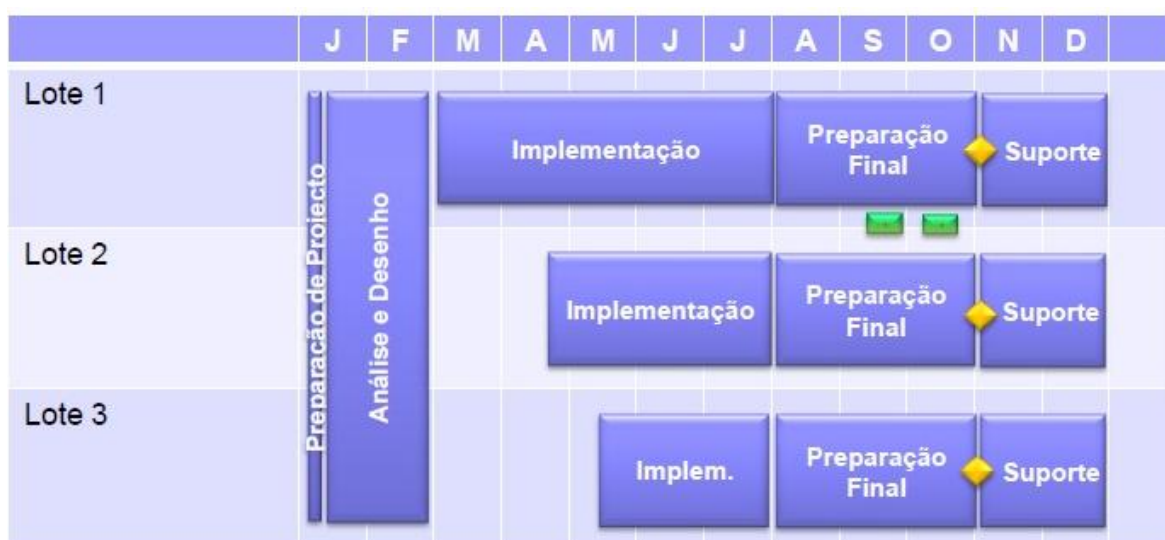 J F M A M J J A S O N D
Lote 1
Preparação de Projecto
Análise e Desenho
Implementação
Preparação
Final
Suporte
Lote 2
Implementação
Preparação
Final
Suporte
Lote 3
Implem.
Preparação
Final
Suporte